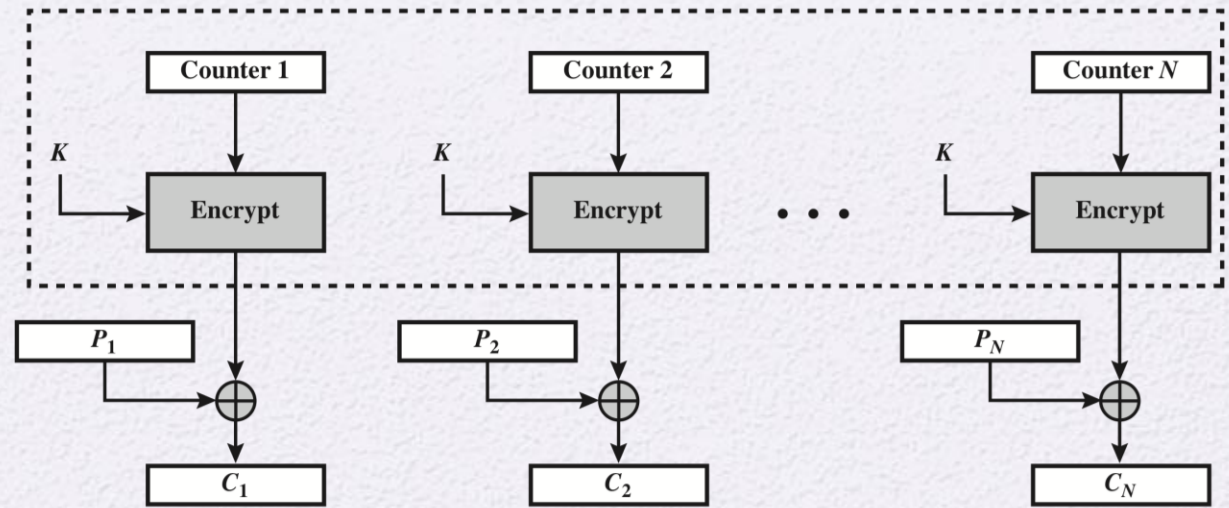 Counter 1 Counter 2 Counter N
K K K
Encrypt Encrypt • • • Encrypt
P1 P2 PN
C1 C2 CN